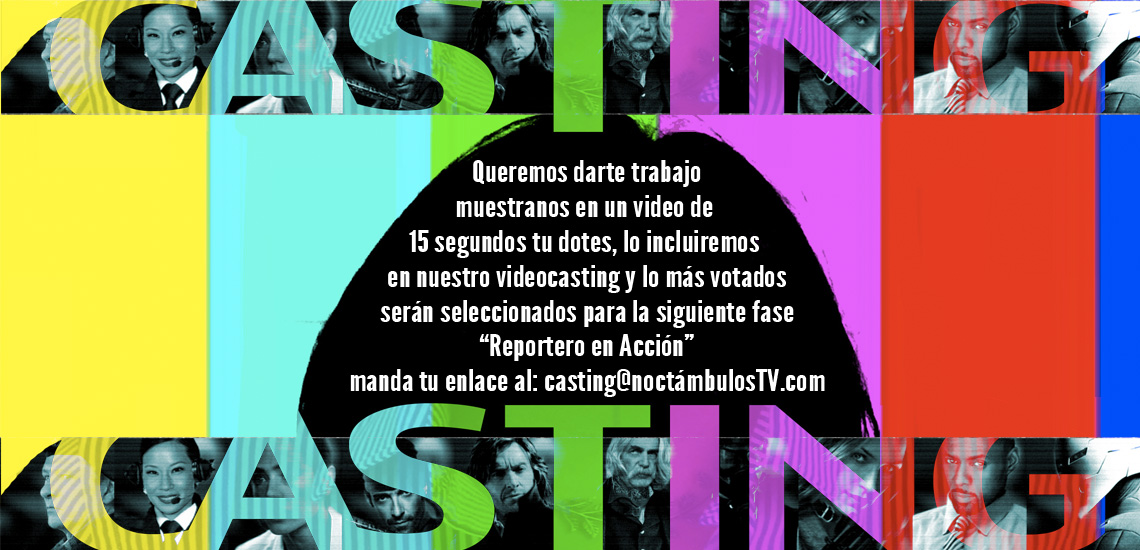 CASTING
Queremos darte trabajo
muestranos en un video de
15 segundos tu dotes, lo incluiremos
en nuestro videocasting y lo más votados
serán seleccionados para la siguiente fase
“Reportero en Acción”
manda tu enlace al: casting@noctámbulosTV.com
CASTING